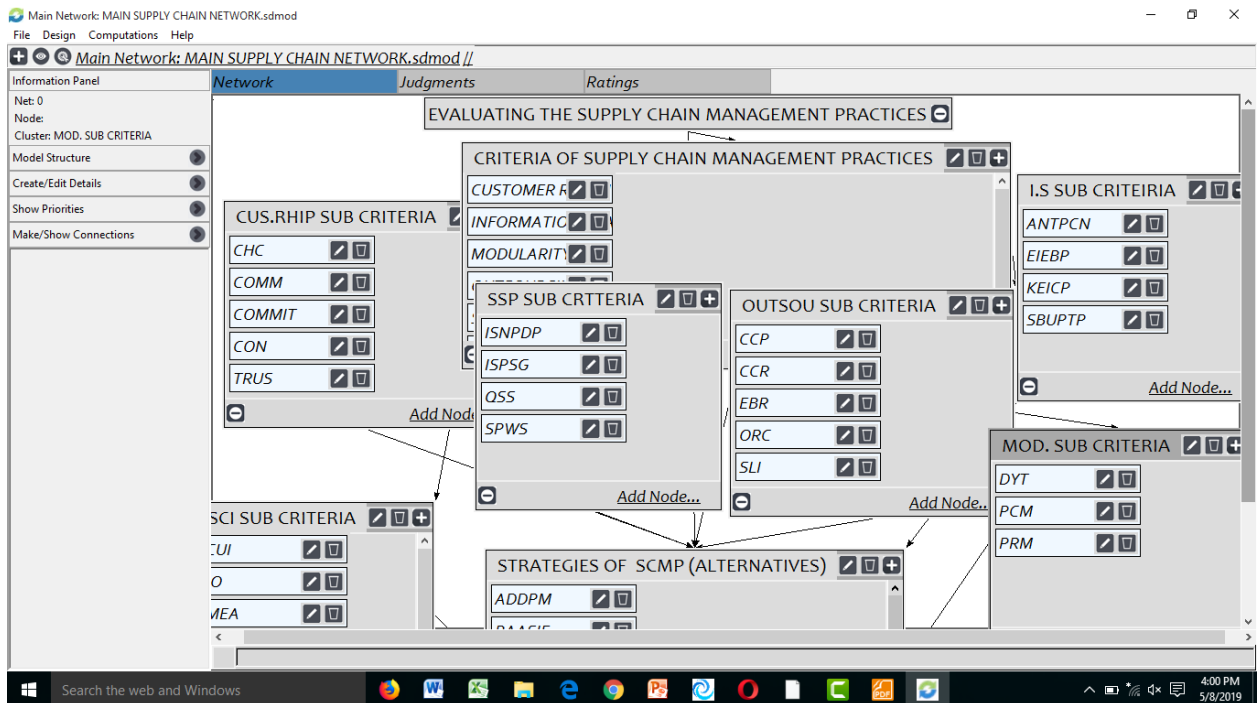 Main Network: MAIN SUPPLY CHAIN NETWORK.sdmod
File Design Computations Help
Main Network: MAIN SUPPLY CHAIN NETWORK.sdmod //
Information Panel
Net: 0
Node:
Cluster: MOD. SUB CRITERIA
Model Structure
Create/Edit Details
Show Priorities
Make/Show Connections
Network Judgments Ratings
EVALUATING THE SUPPLY CHAIN MANAGEMENT PRACTICES
CRITERIA OF SUPPLY CHAIN MANAGEMENT PRACTICES
CUSTOMER R
INFORMATIO
MODULARIT
CUS.RHIP SUB CRITERIA
CHC
COMM
COMMIT
CON
TRUS
Add Node
I.S SUB CRITEIRIA
ANTPCN
EIEBP
KEICP
SBUPTP
Add Node...
SSP SUB CRTTERIA
ISNPDP
ISPSG
QSS
SPWS
Add Node...
OUTSOU SUB CRITERIA
CCP
CCR
EBR
ORC
SLI
Add Node..
MOD. SUB CRITERIA
DYT
PCM
PRM
SCI SUB CRITERIA
CUI
O
MEA
STRATEGIES OF SCMP (ALTERNATIVES)
ADDPM
Search the web and Windows
4:00 PM
5/8/2019